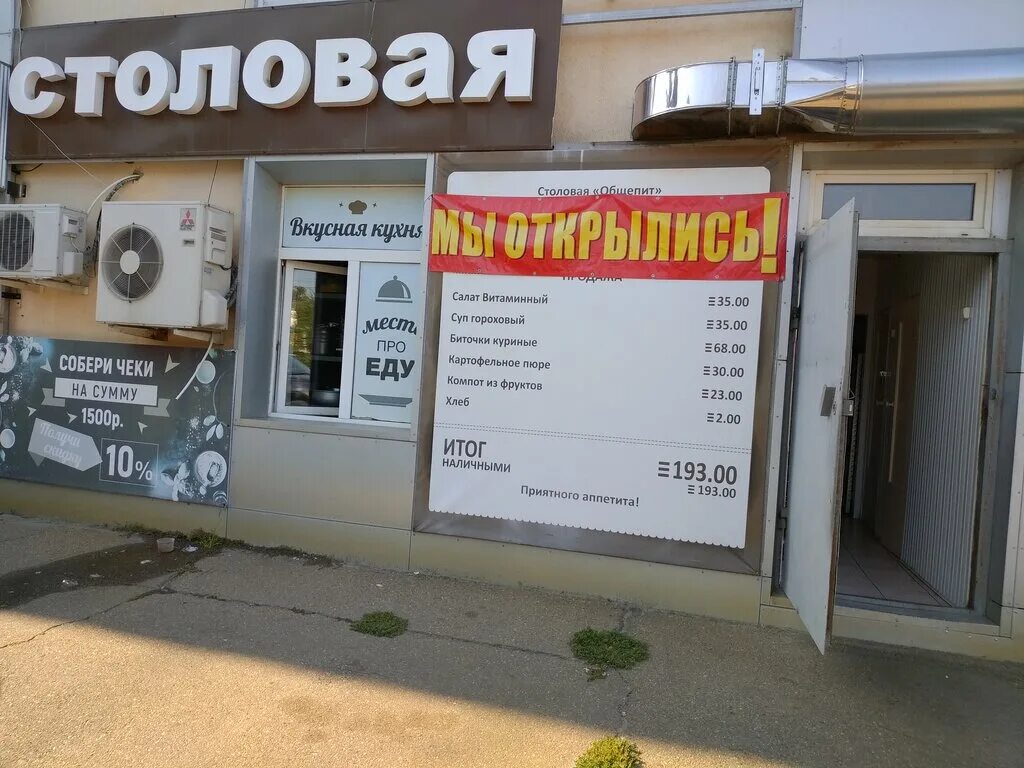 столовая
Вкусная кухня
место
ПРО
ЕДУ
СОБЕРИ ЧЕКИ
НА СУММУ
1500р.
Получи
скидку
10%
Столовая «Общепит»
МЫ ОТКРЫЛИСЬ!
ПРОДАЖА
Салат Витаминный ≡35.00
Суп гороховый ≡35.00
Биточки куриные ≡68.00
Картофельное пюре ≡30.00
Компот из фруктов ≡23.00
Хлеб ≡2.00
ИТОГ ≡193.00
НАЛИЧНЫМИ ≡193.00
Приятного аппетита!